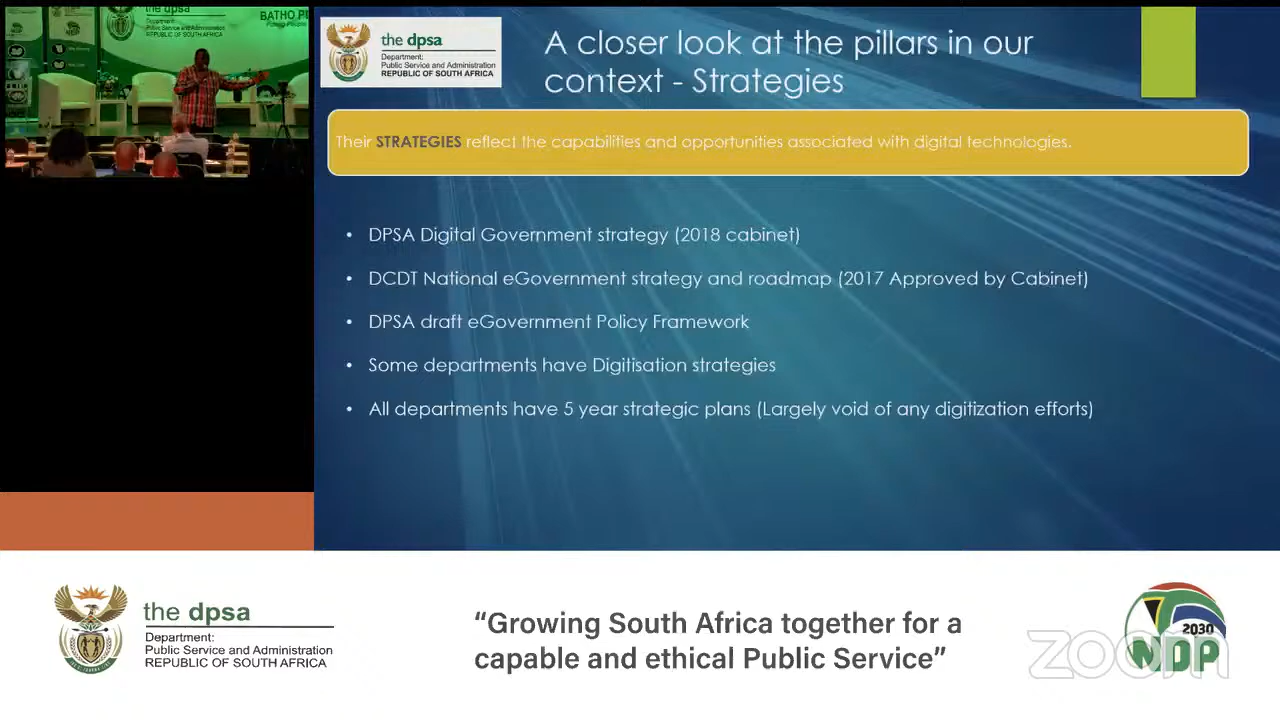 BATHO P
the dpsa
Department:
Public Service and Administration
REPUBLIC OF SOUTH AFRICA
A closer look at the pillars in our
context - Strategies
Their STRATEGIES reflect the capabilities and opportunities associated with digital technologies.
• DPSA Digital Government strategy (2018 cabinet)
• DCDT National eGovernment strategy and roadmap (2017 Approved by Cabinet)
• DPSA draft eGovernment Policy Framework
• Some departments have Digitisation strategies
• All departments have 5 year strategic plans (Largely void of any digitization efforts)
the dpsa
Department:
Public Service and Administration
REPUBLIC OF SOUTH AFRICA
“Growing South Africa together for a
capable and ethical Public Service”
2030
NDP
zoom